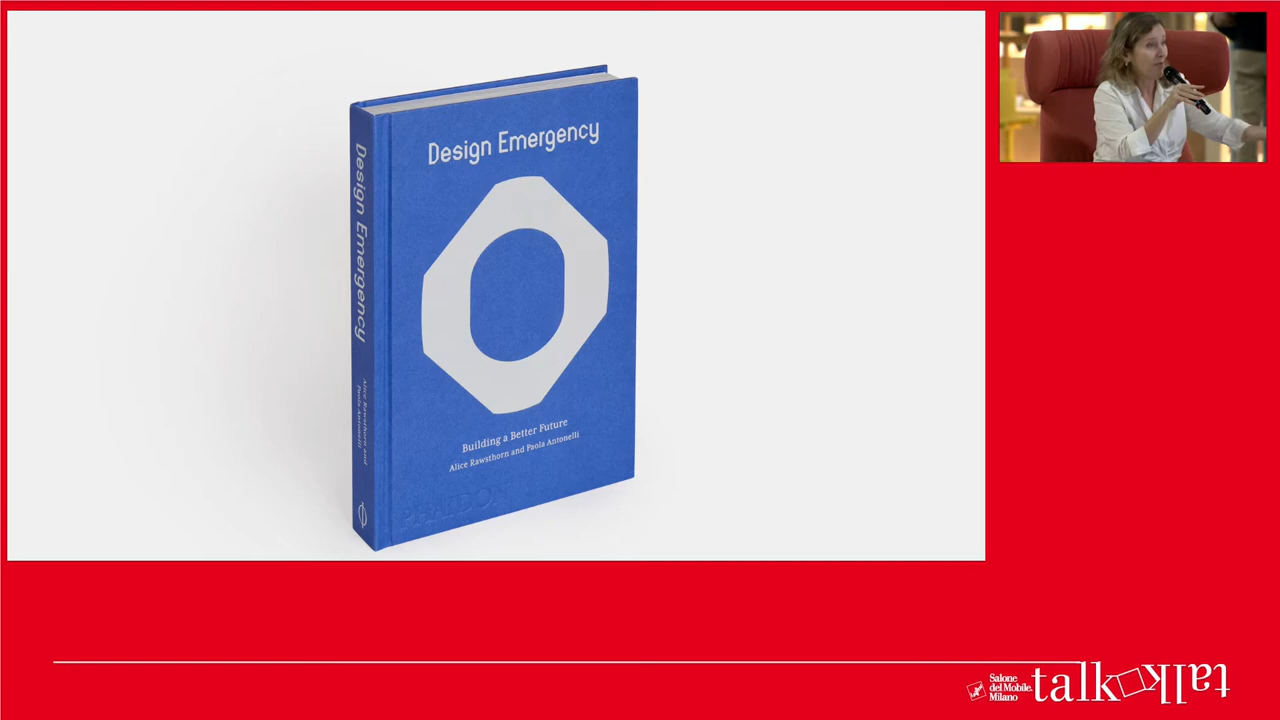 Design Emergency
Design Emergency
Building a Better Future
Alice Rawsthorn and Paola Antonelli
Alice Rawsthorn and
Paola Antonelli
PHAIDON
Salone
del Mobile.
Milano
talk
talk